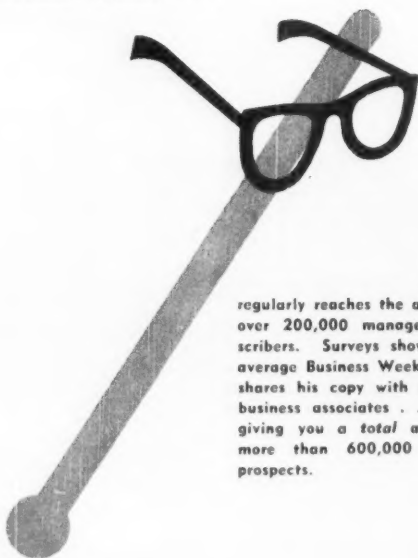 regularly reaches the
over 200,000
scribers. Surveys
average Business
shares his copy with
business associates . .
giving you a total
more than 600,000
prospects.